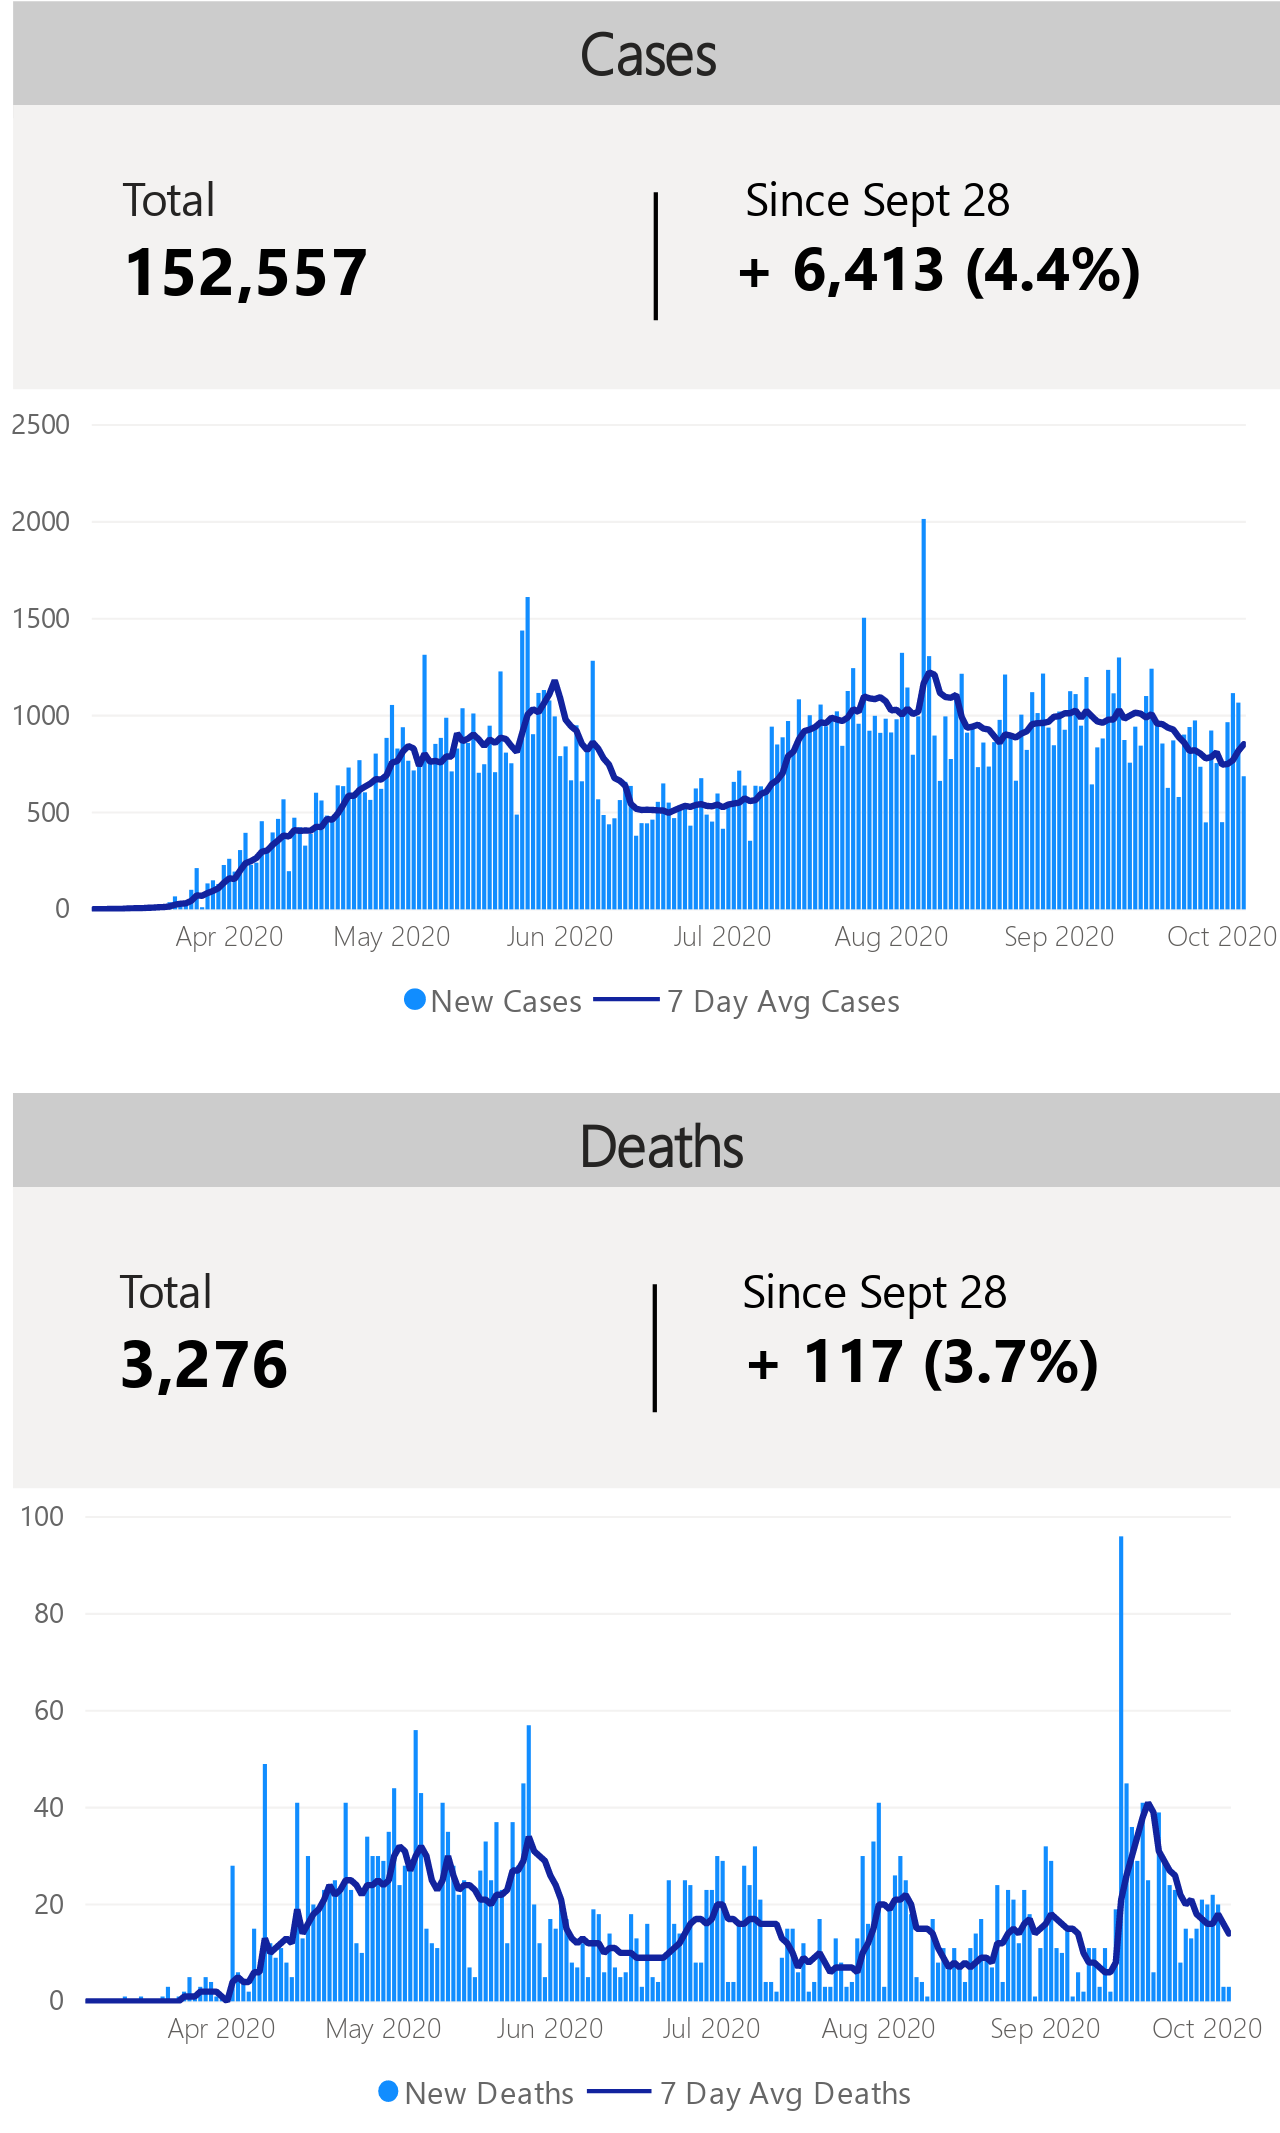 Cases
Total
Since Sept 28
152,557
+ 6,413 (4.4%)
2500
2000
1500
1000
500
0
Apr 2020 May 2020 Jun 2020 Jul 2020 Aug 2020 Sep 2020 Oct 2020
New Cases 7 Day Avg Cases
Deaths
Total
Since Sept 28
3,276
+ 117 (3.7%)
100
80
60
40
20
0
Apr 2020 May 2020 Jun 2020 Jul 2020 Aug 2020 Sep 2020 Oct 2020
New Deaths 7 Day Avg Deaths